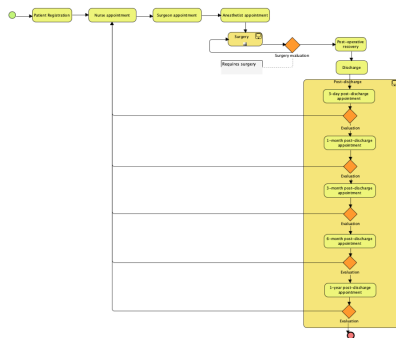 Patient Registration
Nurse appointment
Surgeon appointment
Anesthetist appointment
Surgery
Surgery evaluation
Requires surgery
Post-operative
recovery
Discharge
Post-discharge
3-day post-discharge
appointment
Evaluation
1-month post-discharge
appointment
Evaluation
3-month post-discharge
appointment
Evaluation
6-month post-discharge
appointment
Evaluation
1-year post-discharge
appointment
Evaluation